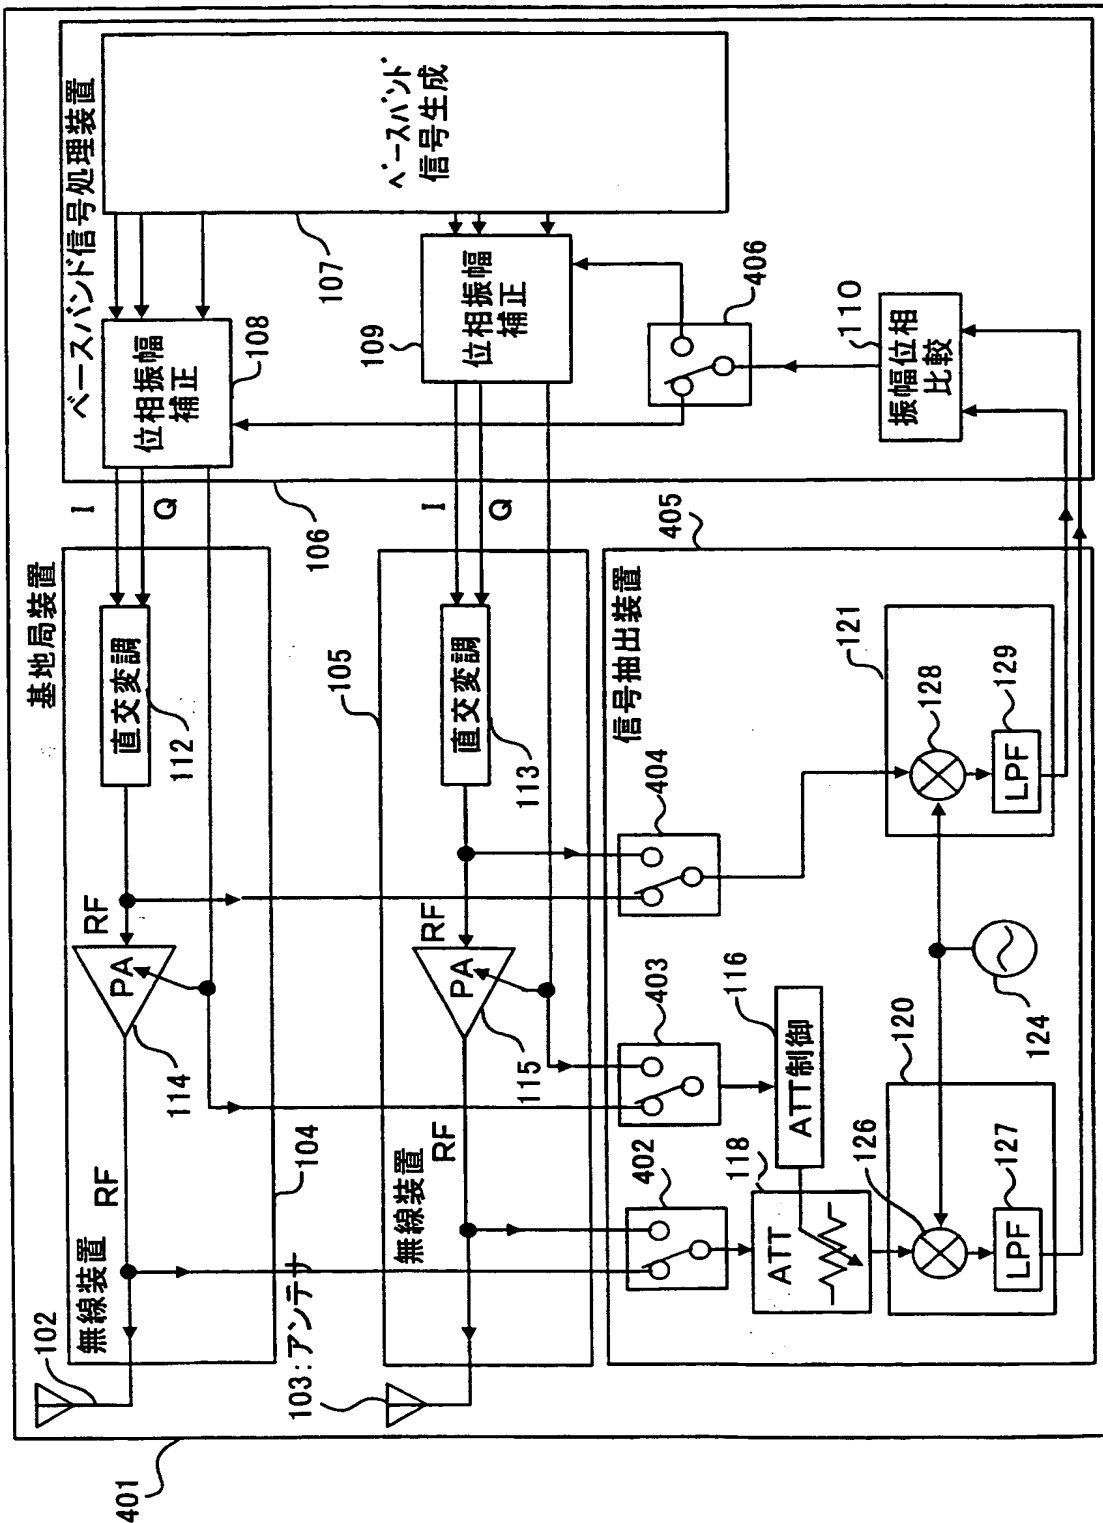 401
102
無線装置
104
RF
114
PA
RF
基地局装置
112
直交変調
106
I
Q
ベースバンド信号処理装置
位相振幅
補正
108
107
ベースバンド
信号生成
103:アンテナ
無線装置
RF
115
PA
RF
113
直交変調
105
I
Q
109
位相振幅
補正
信号抽出装置
405
402
403
404
406
118
ATT
116
ATT制御
126
120
127
LPF
124
128
121
129
LPF
110
振幅位相
比較